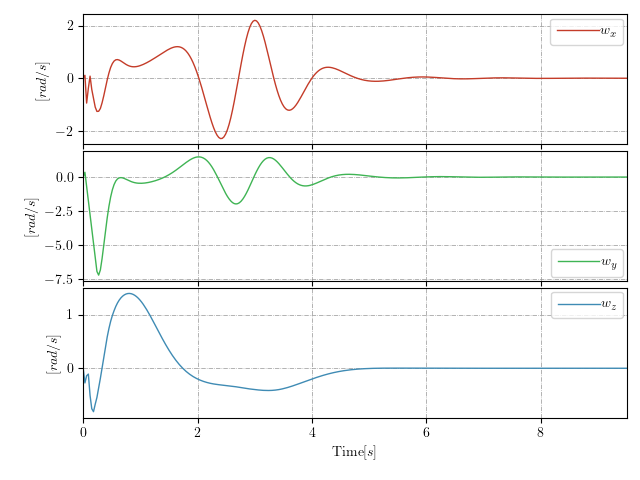 2
0
−2
[rad/s]
w_x
0.0
−2.5
−5.0
−7.5
[rad/s]
w_y
1
0
[rad/s]
w_z
0 2 4 6 8
Time[s]